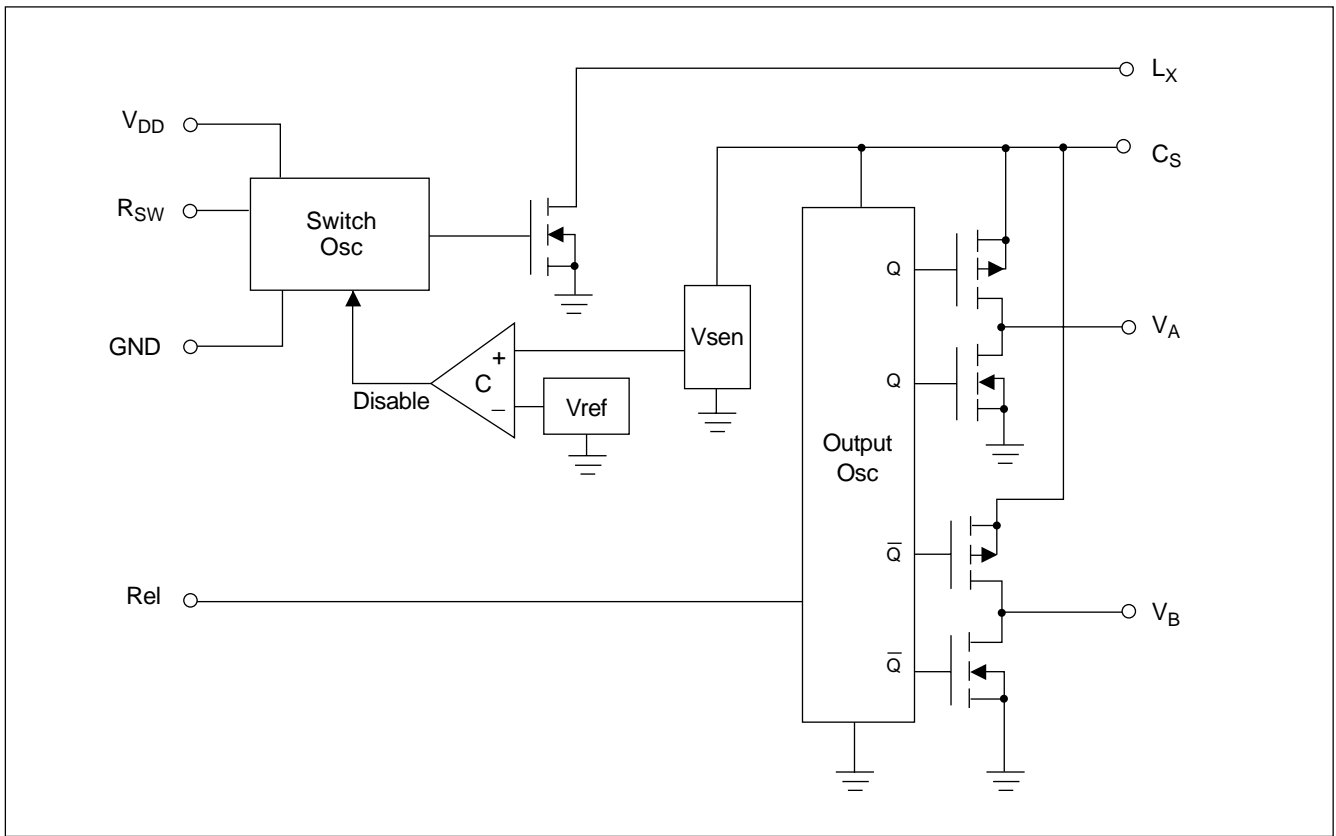 L_X
V_DD
C_S
R_SW
Switch
Osc
Q
Vsen
V_A
GND
+
C
Q
Disable
–
Vref
Output
Osc
Q̅
Rel
V_B
Q̅